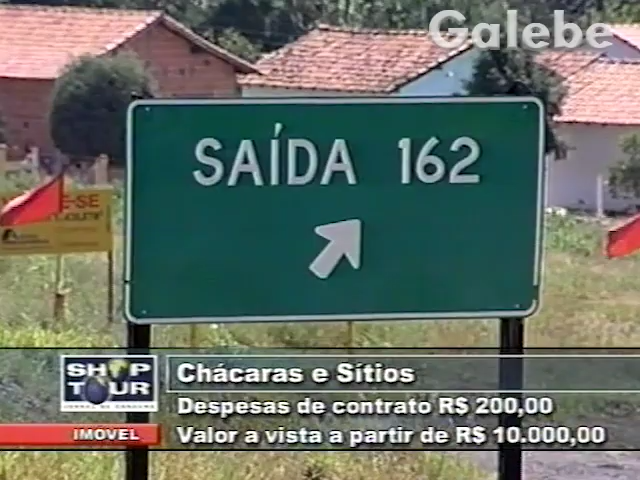 Galebe
SAÍDA 162
E-SE
SHOP
TOUR
IMOVEL
Chácaras e Sítios
Despesas de contrato R$ 200,00
Valor a vista a partir de R$ 10.000,00